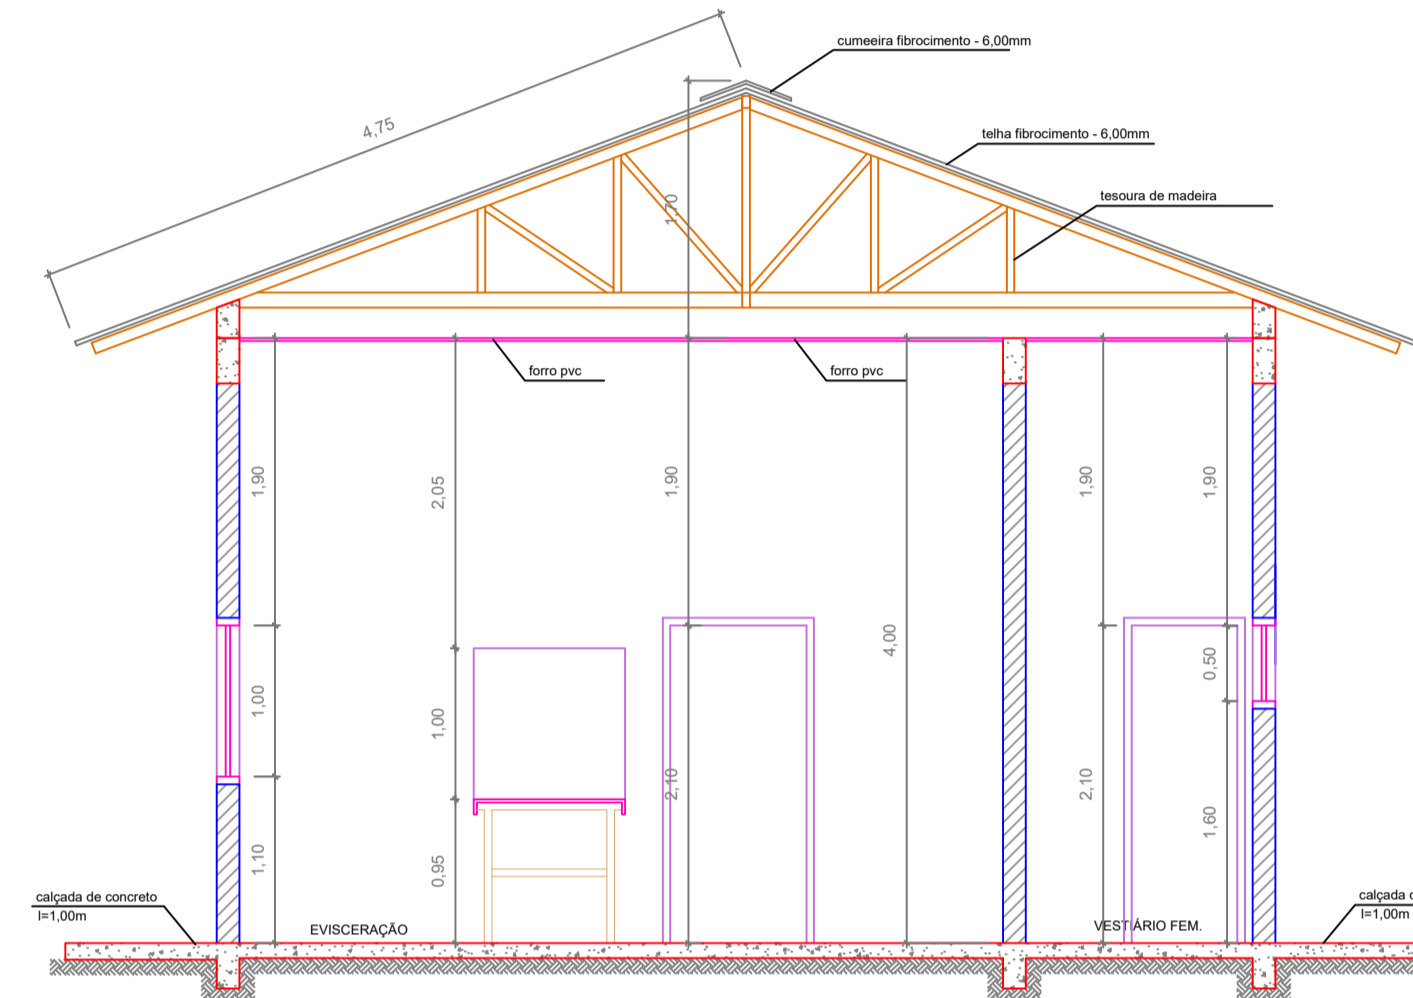 cumeeira fibrocimento - 6,00mm
4,75
telha fibrocimento - 6,00mm
tesoura de madeira
1,70
forro pvc
forro pvc
1,90
2,05
1,90
1,90
1,90
4,00
0,50
1,00
1,00
2,10
2,10
1,60
1,10
0,95
calçada de concreto
l=1,00m
EVISCERAÇÃO
VESTIÁRIO FEM.
calçada
l=1,00m